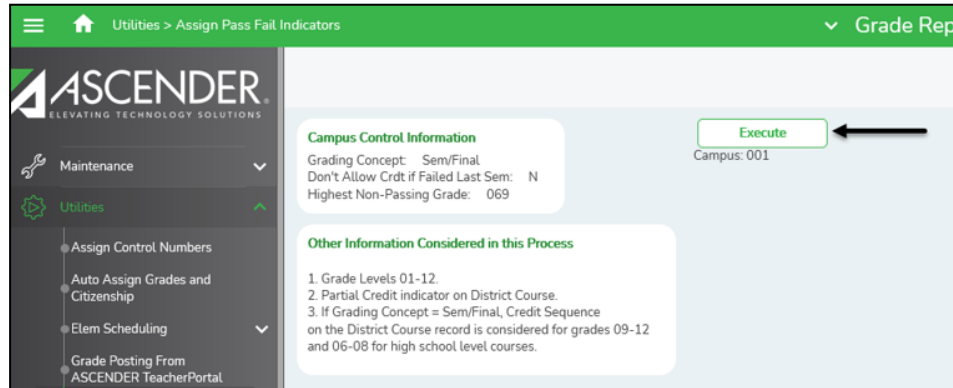 Utilities > Assign Pass Fail Indicators
Grade Rep
ASCENDER.
ELEVATING TECHNOLOGY SOLUTIONS
Maintenance
Utilities
Assign Control Numbers
Auto Assign Grades and
Citizenship
Elem Scheduling
Grade Posting From
ASCENDER TeacherPortal
Campus Control Information
Grading Concept: Sem/Final
Don't Allow Crdt if Failed Last Sem: N
Highest Non-Passing Grade: 069
Execute
Campus: 001
Other Information Considered in this Process
1. Grade Levels 01-12.
2. Partial Credit indicator on District Course.
3. If Grading Concept = Sem/Final, Credit Sequence
on the District Course record is considered for grades 09-12
and 06-08 for high school level courses.